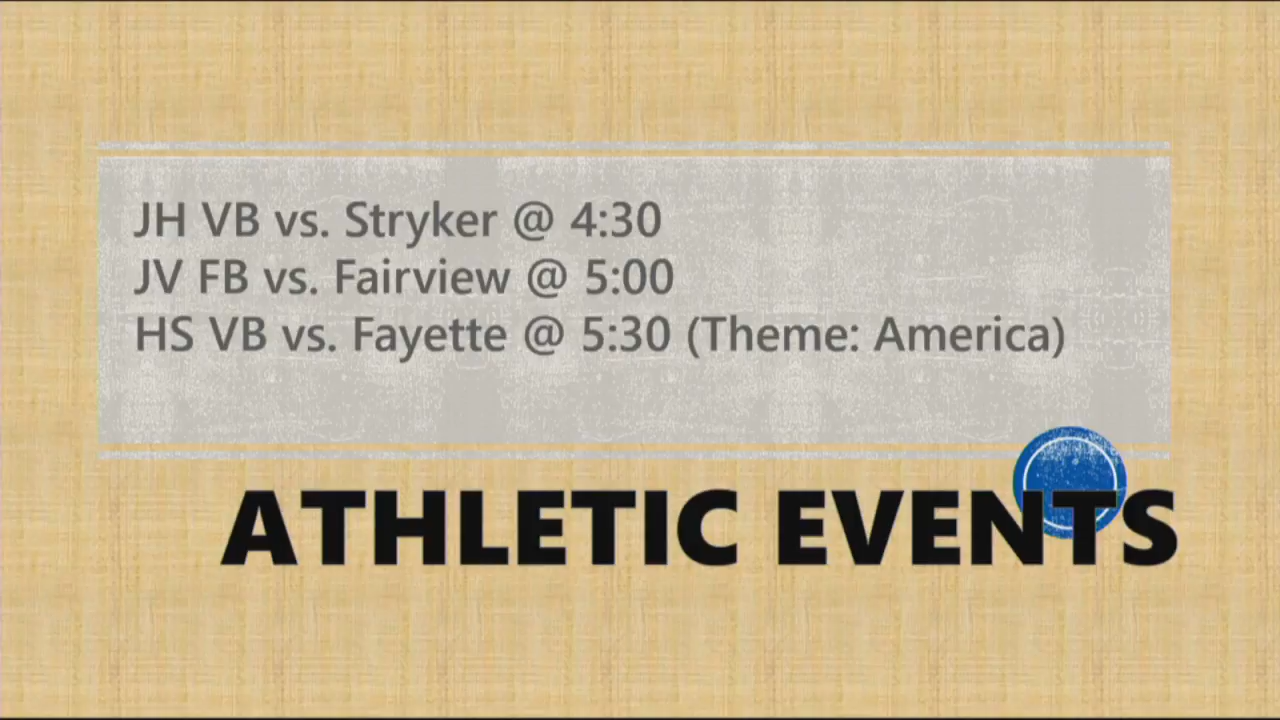 JH VB vs. Stryker @ 4:30
JV FB vs. Fairview @ 5:00
HS VB vs. Fayette @ 5:30 (Theme: America)
ATHLETIC EVENTS